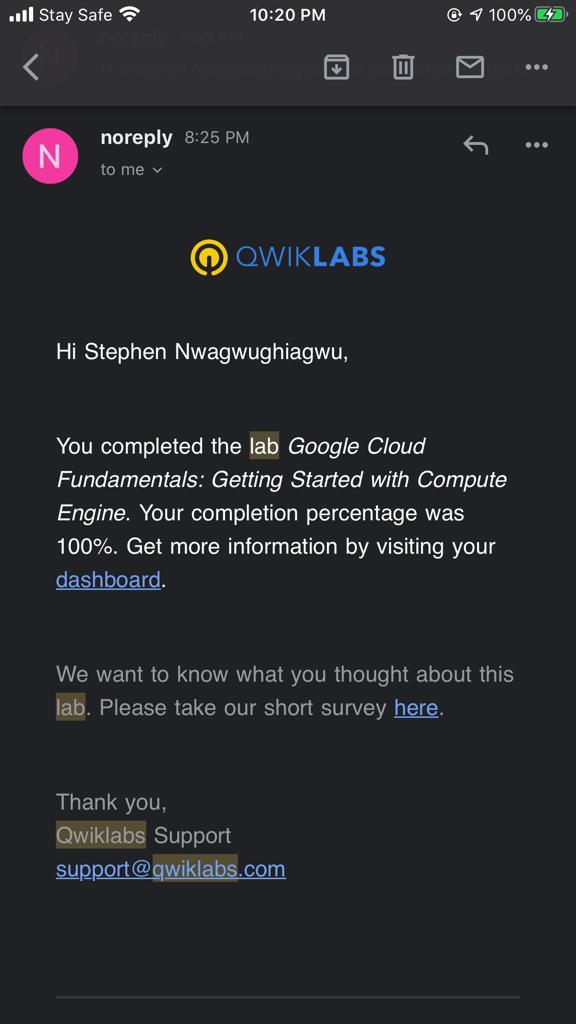 Stay Safe 10:20 PM 100%
noreply
noreply 8:25 PM
N
to me
QWIKLABS
Hi Stephen Nwagwughiagwu,
You completed the lab Google Cloud
Fundamentals: Getting Started with Compute
Engine. Your completion percentage was
100%. Get more information by visiting your
dashboard.
We want to know what you thought about this
lab. Please take our short survey here.
Thank you,
Qwiklabs Support
support@qwiklabs.com